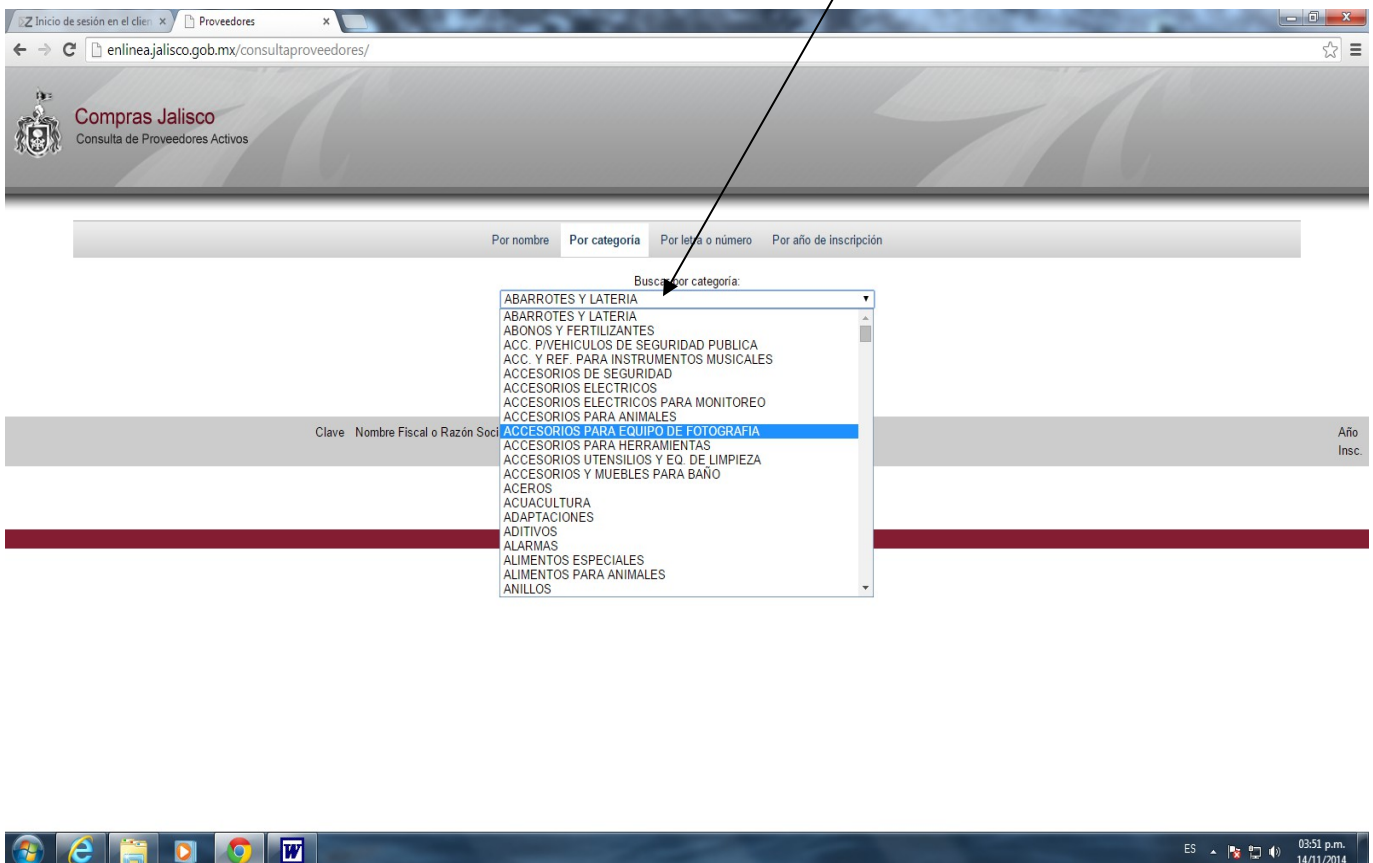 Z Inicio de sesión en el clien
Proveedores
enlinea.jalisco.gob.mx/consultaproveedores/
Compras Jalisco
Consulta de Proveedores Activos
Por nombre Por categoría Por letra o número Por año de inscripción
Buscar por categoría:
ABARROTES Y LATERIA
ABARROTES Y LATERIA
ABONOS Y FERTILIZANTES
ACC. P/VEHICULOS DE SEGURIDAD PUBLICA
ACC. Y REF. PARA INSTRUMENTOS MUSICALES
ACCESORIOS DE SEGURIDAD
ACCESORIOS ELECTRICOS
ACCESORIOS ELECTRICOS PARA MONITOREO
ACCESORIOS PARA ANIMALES
Clave Nombre Fiscal o Razón Soci ACCESORIOS PARA EQUIPO DE FOTOGRAFIA Año
Insc.
ACCESORIOS PARA HERRAMIENTAS
ACCESORIOS UTENSILIOS Y EQ. DE LIMPIEZA
ACCESORIOS Y MUEBLES PARA BAÑO
ACEROS
ACUACULTURA
ADAPTACIONES
ADITIVOS
ALARMAS
ALIMENTOS ESPECIALES
ALIMENTOS PARA ANIMALES
ANILLOS
ES 03:51 p.m.
14/11/2014